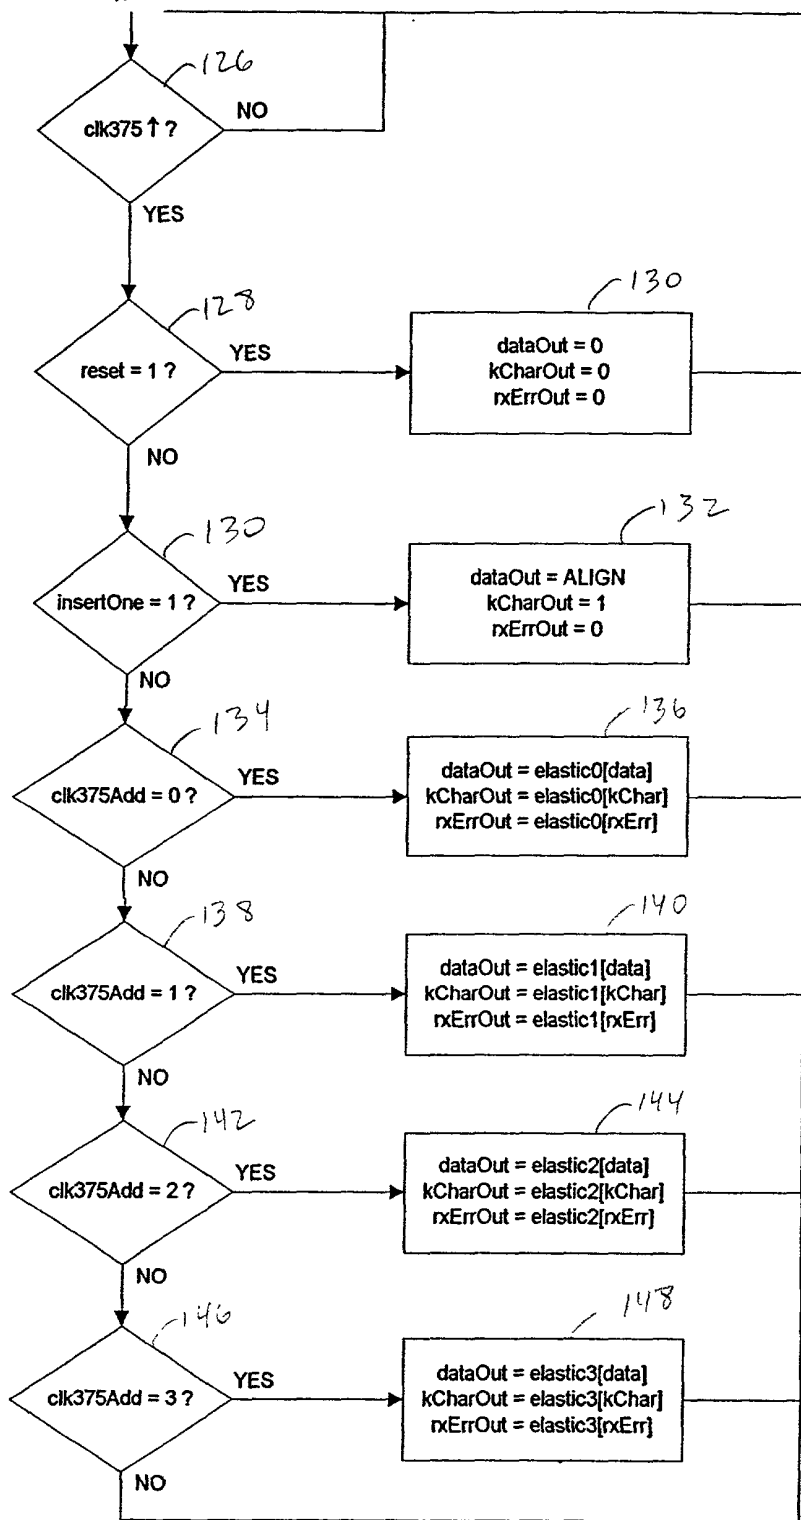 126
clk375 ↑ ?
NO
YES
128
130
reset = 1 ?
YES
dataOut = 0
kCharOut = 0
rxErrOut = 0
NO
130
132
insertOne = 1 ?
YES
dataOut = ALIGN
kCharOut = 1
rxErrOut = 0
NO
134
136
clk375Add = 0 ?
YES
dataOut = elastic0[data]
kCharOut = elastic0[kChar]
rxErrOut = elastic0[rxErr]
NO
138
140
clk375Add = 1 ?
YES
dataOut = elastic1[data]
kCharOut = elastic1[kChar]
rxErrOut = elastic1[rxErr]
NO
142
144
clk375Add = 2 ?
YES
dataOut = elastic2[data]
kCharOut = elastic2[kChar]
rxErrOut = elastic2[rxErr]
NO
146
148
clk375Add = 3 ?
YES
dataOut = elastic3[data]
kCharOut = elastic3[kChar]
rxErrOut = elastic3[rxErr]
NO